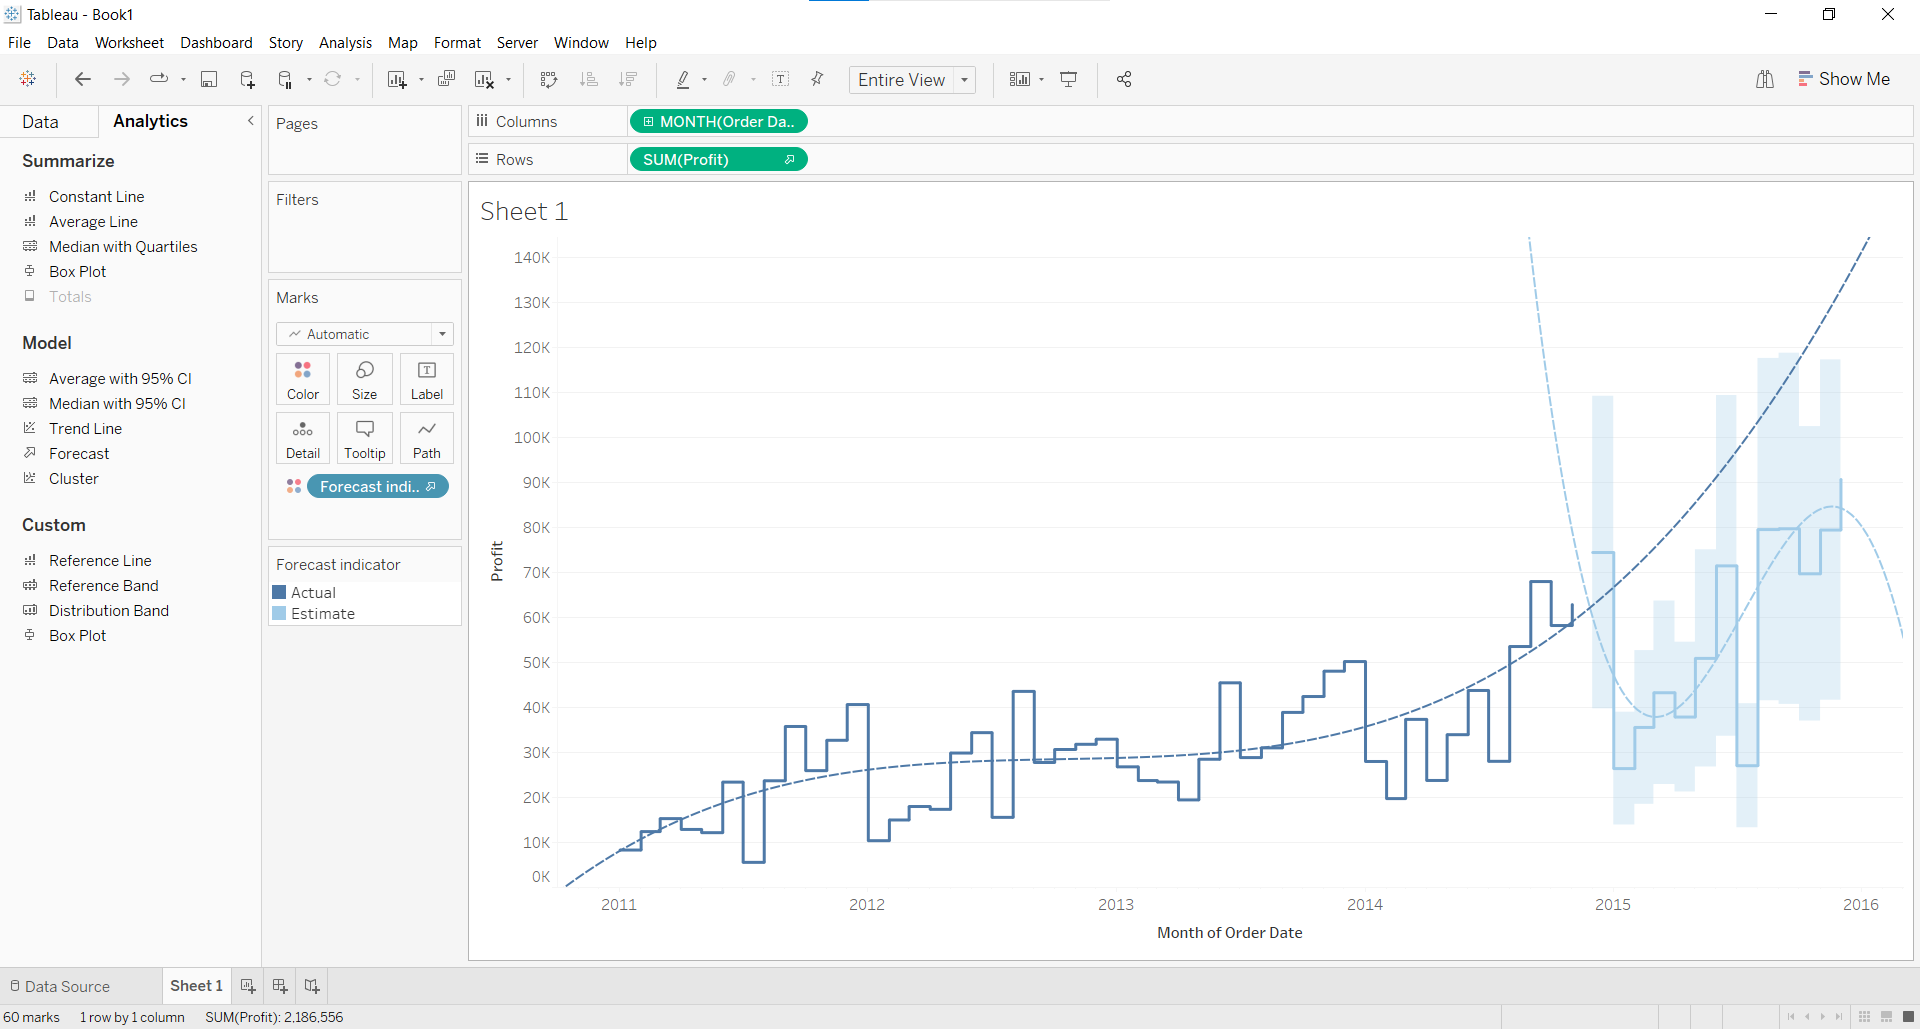 Tableau - Book1
File Data Worksheet Dashboard Story Analysis Map Format Server Window Help
Entire View
Show Me
Data Analytics
Summarize
Constant Line
Average Line
Median with Quartiles
Box Plot
Totals
Model
Average with 95% CI
Median with 95% CI
Trend Line
Forecast
Cluster
Custom
Reference Line
Reference Band
Distribution Band
Box Plot
Pages
Filters
Marks
Automatic
Color Size Label
Detail Tooltip Path
Forecast indi..
Forecast indicator
Actual
Estimate
Columns MONTH(Order Da..
Rows SUM(Profit)
Sheet 1
140K
130K
120K
110K
100K
90K
80K
70K
60K
50K
40K
30K
20K
10K
0K
Profit
2011 2012 2013 2014 2015 2016
Month of Order Date
Data Source Sheet 1
60 marks 1 row by 1 column SUM(Profit): 2,186,556